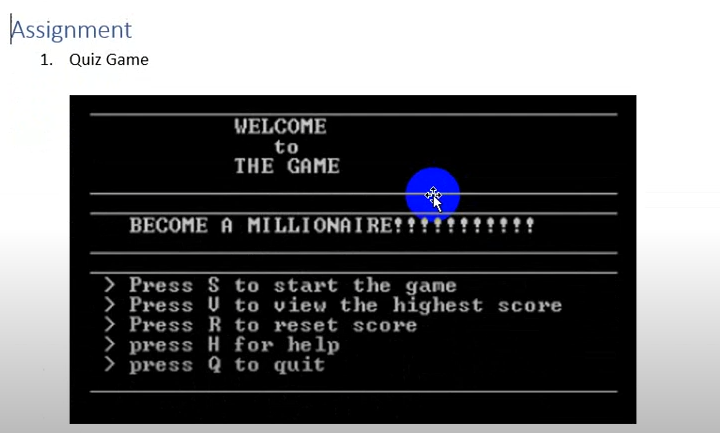 Assignment
1. Quiz Game
WELCOME
to
THE GAME
BECOME A MILLIONAIRE!!!!!!!!!!!
> Press S to start the game
> Press V to view the highest score
> Press R to reset score
> press H for help
> press Q to quit